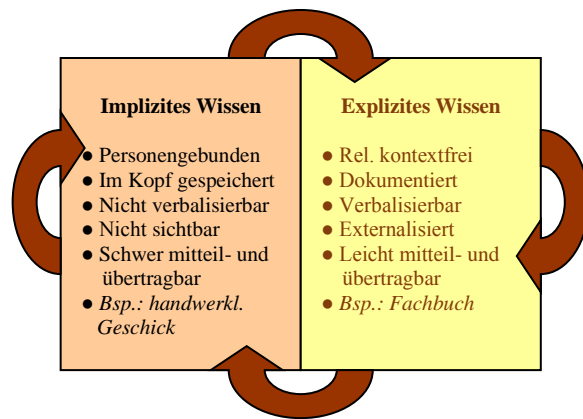 Implizites Wissen
● Personengebunden
● Im Kopf gespeichert
● Nicht verbalisierbar
● Nicht sichtbar
● Schwer mitteil- und
übertragbar
● Bsp.: handwerkl.
Geschick
Explizites Wissen
● Rel. kontextfrei
● Dokumentiert
● Verbalisierbar
● Externalisiert
● Leicht mitteil- und
übertragbar
● Bsp.: Fachbuch